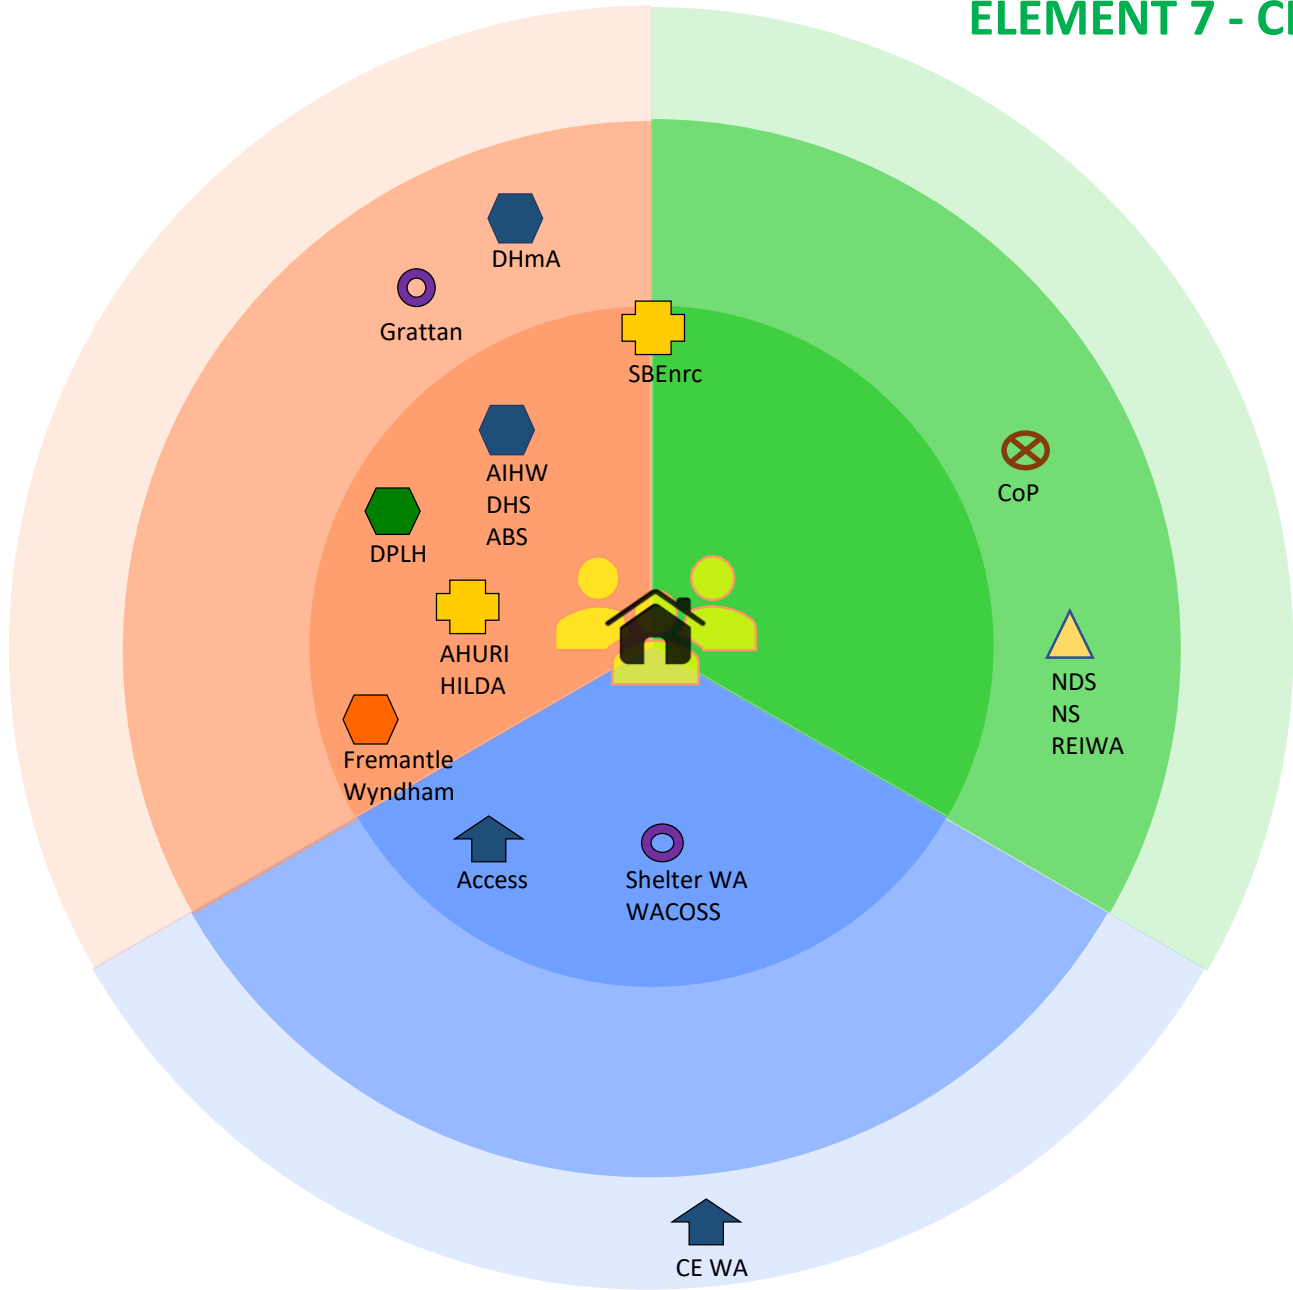 ELEMENT 7 - 
DHmA
Grattan
SBEnrc
AIHW
DHS
ABS
CoP
DPLH
AHURI
HILDA
NDS
NS
REIWA
Fremantle
Wyndham
Access
Shelter WA
WACOSS
CE WA